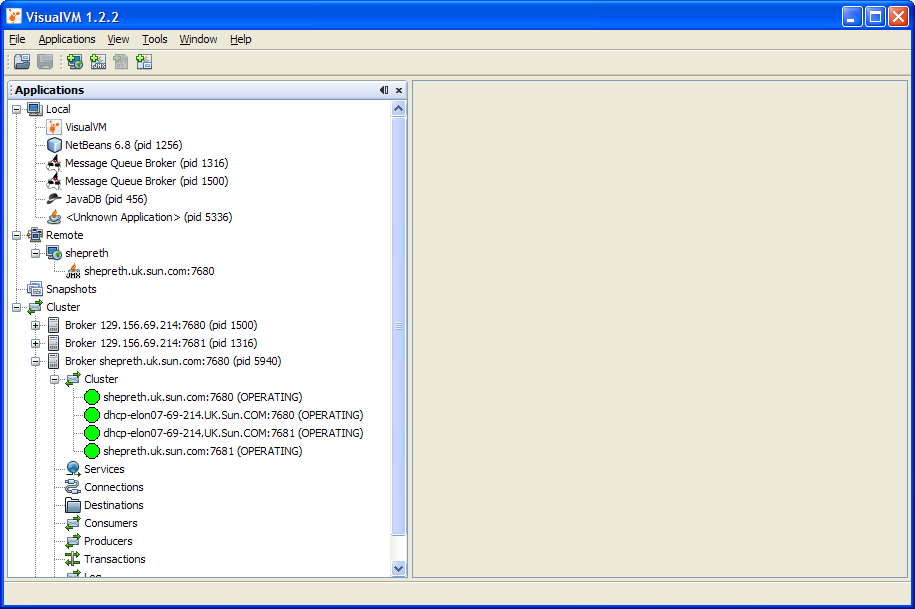 VisualVM 1.2.2
File Applications View Tools Window Help
Applications
Local
VisualVM
NetBeans 6.8 (pid 1256)
Message Queue Broker (pid 1316)
Message Queue Broker (pid 1500)
JavaDB (pid 456)
<Unknown Application> (pid 5336)
Remote
shepreth
JMX shepreth.uk.sun.com:7680
Snapshots
Cluster
Broker 129.156.69.214:7680 (pid 1500)
Broker 129.156.69.214:7681 (pid 1316)
Broker shepreth.uk.sun.com:7680 (pid 5940)
Cluster
shepreth.uk.sun.com:7680 (OPERATING)
dhcp-elon07-69-214.UK.Sun.COM:7680 (OPERATING)
dhcp-elon07-69-214.UK.Sun.COM:7681 (OPERATING)
shepreth.uk.sun.com:7681 (OPERATING)
Services
Connections
Destinations
Consumers
Producers
Transactions
Log